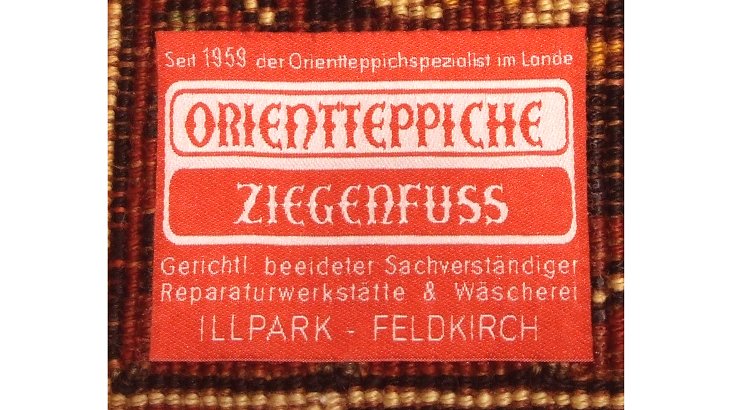 Seit 1959 der Orientteppichspezialist im Lande
ORIENTTEPPICHE
ZIEGENFUSS
Gerichtl. beeideter Sachverständiger
Reparaturwerkstätte & Wäscherei
ILLPARK - FELDKIRCH